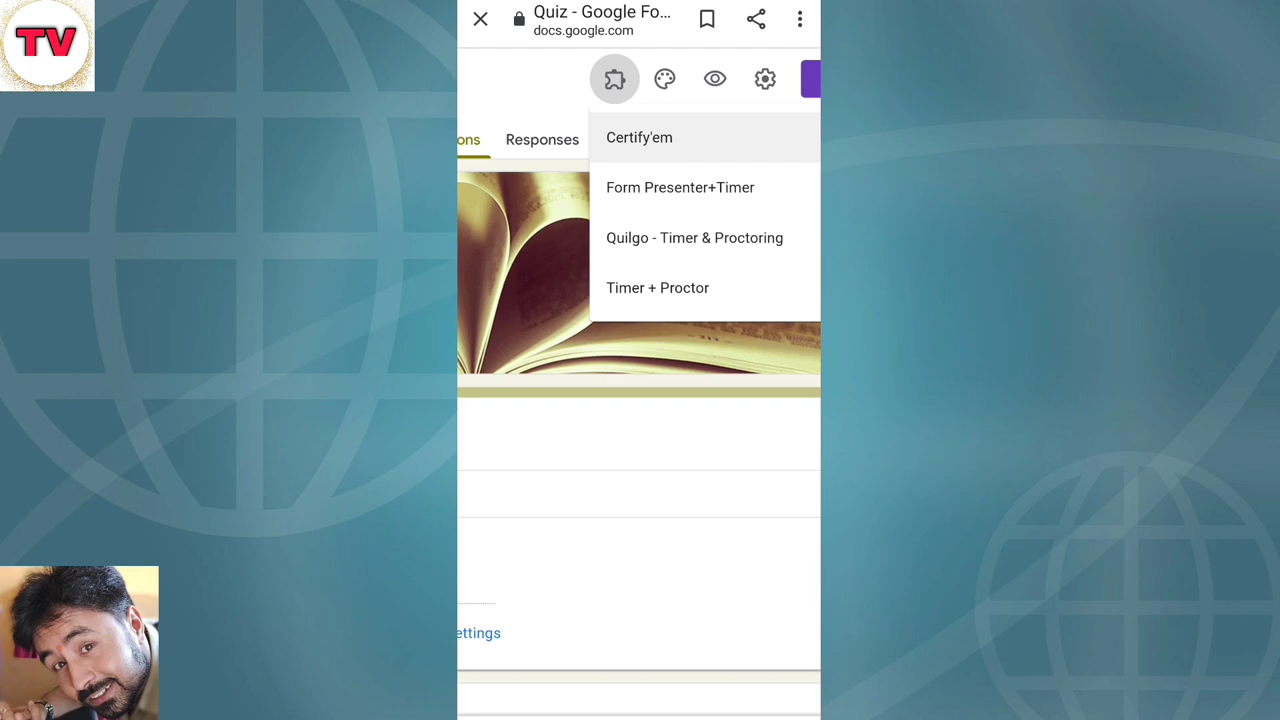 TV
Quiz - Google Fo...
docs.google.com
ons
Responses
Certify'em
Form Presenter+Timer
Quilgo - Timer & Proctoring
Timer + Proctor
ettings